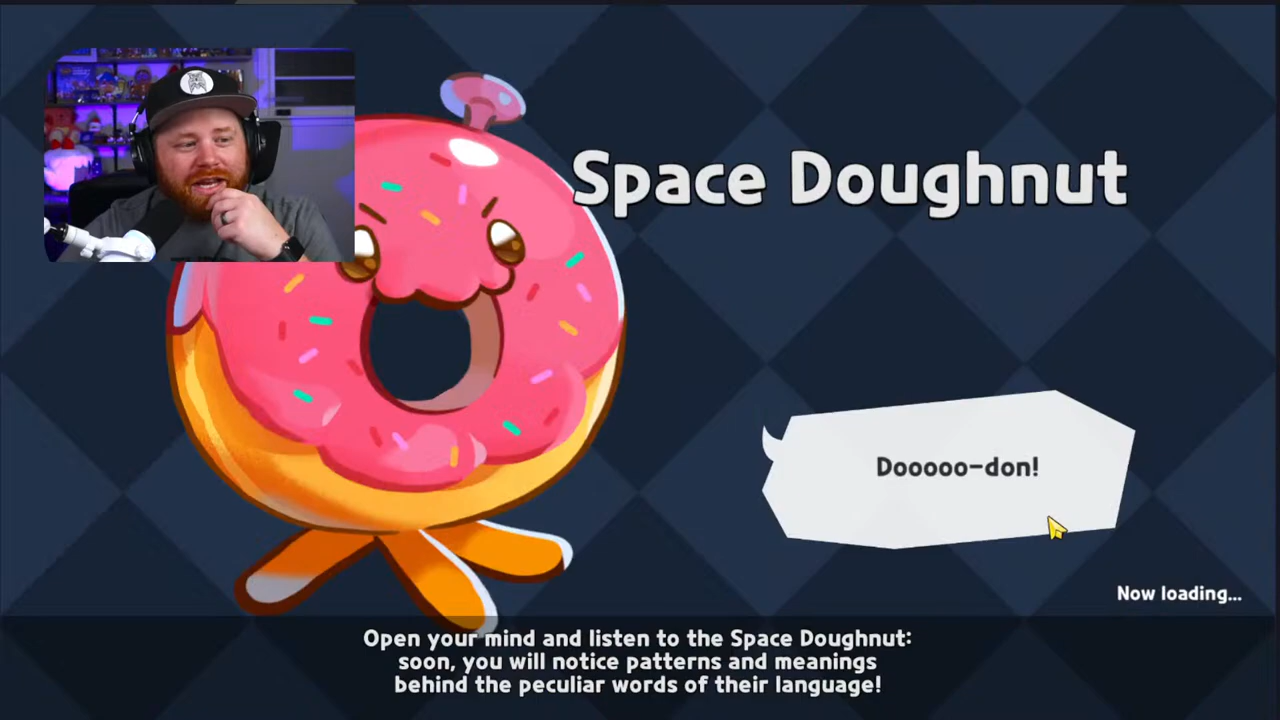 Space Doughnut
Dooooo-don!
Now loading...
Open your mind and listen to the Space Doughnut:
soon, you will notice patterns and meanings
behind the peculiar words of their language!